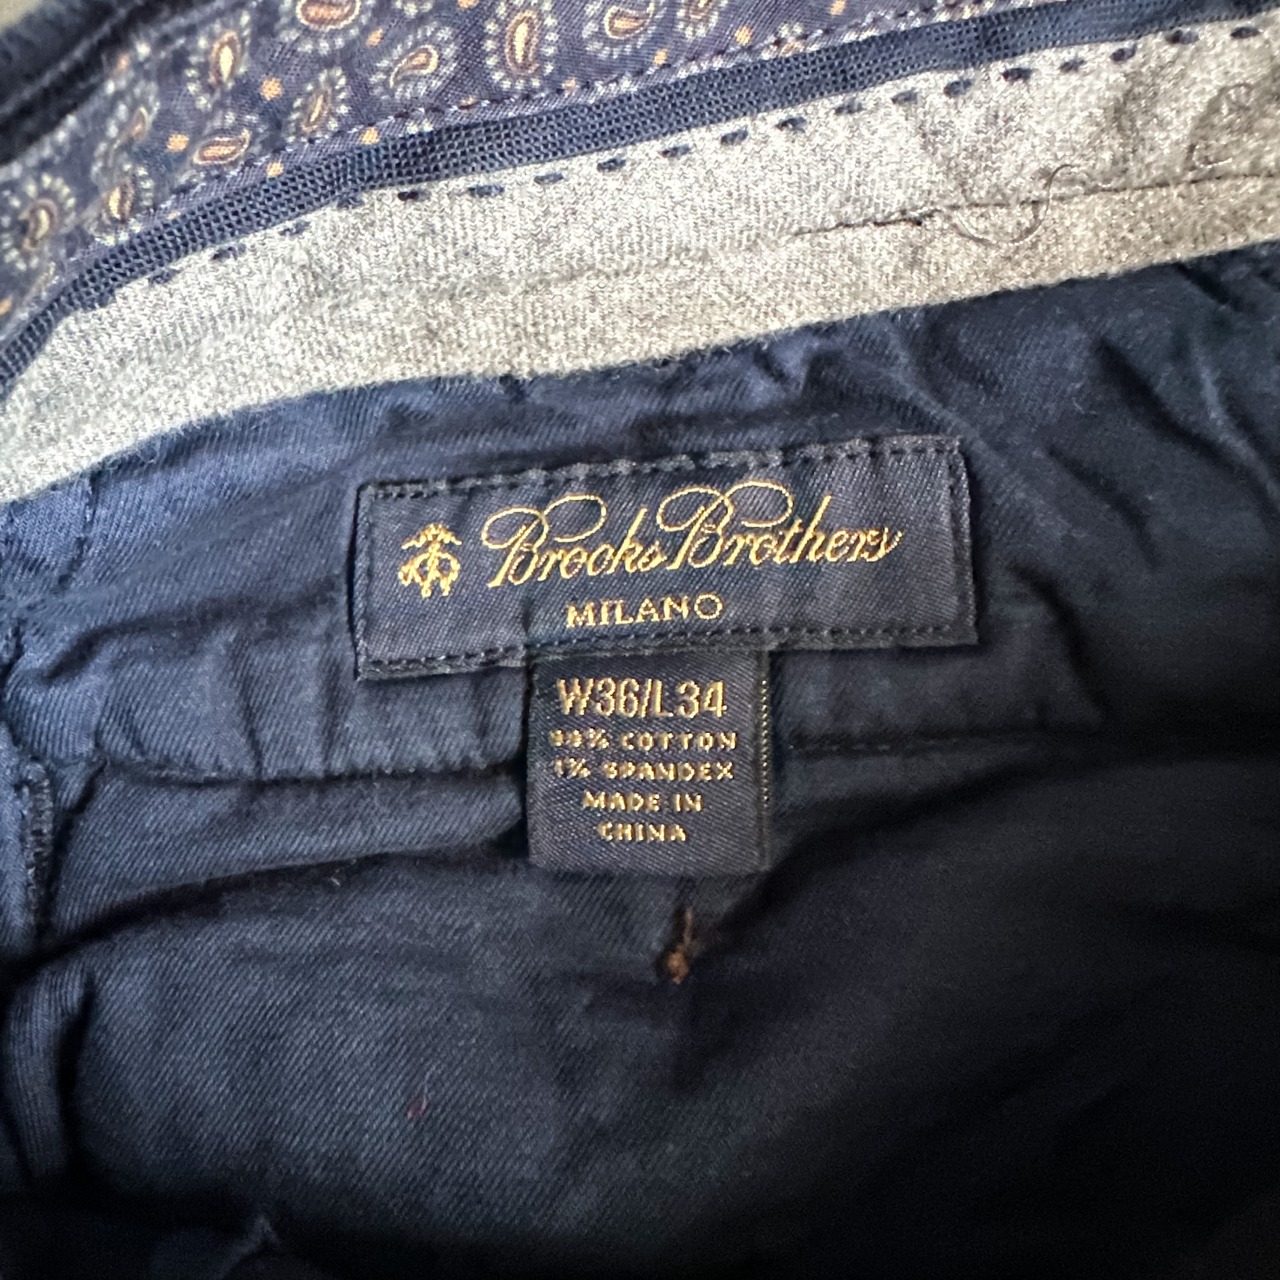 Brooks Brothers
MILANO
W36/L34
99% COTTON
1% SPANDEX
MADE IN
CHINA